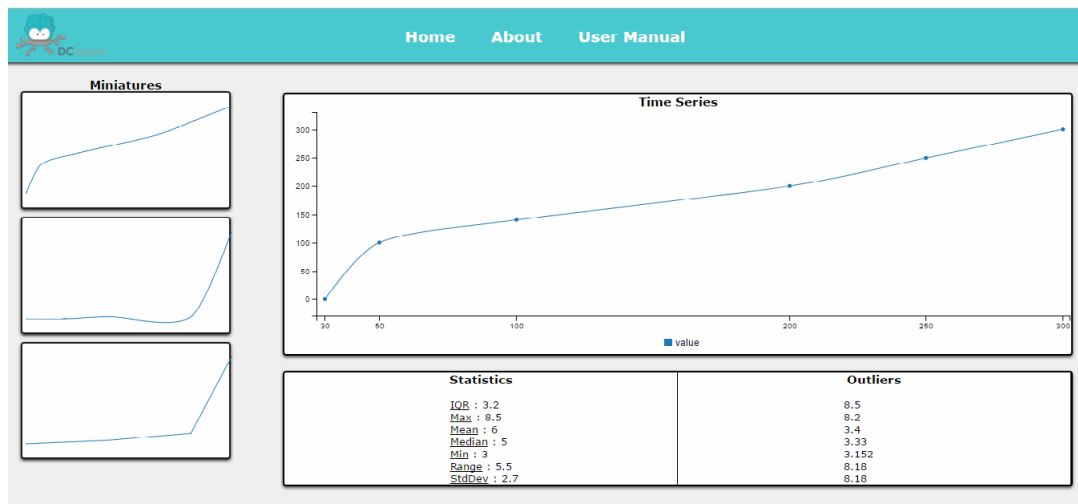 DC
Home About User Manual
Miniatures
Time Series
300
250
200
150
100
50
0
30 50 100 200 250 300
value
Statistics
IQR : 3.2
Max : 8.5
Mean : 6
Median : 5
Min : 3
Range : 5.5
StdDev : 2.7
Outliers
8.5
8.2
3.4
3.33
3.152
8.18
8.18